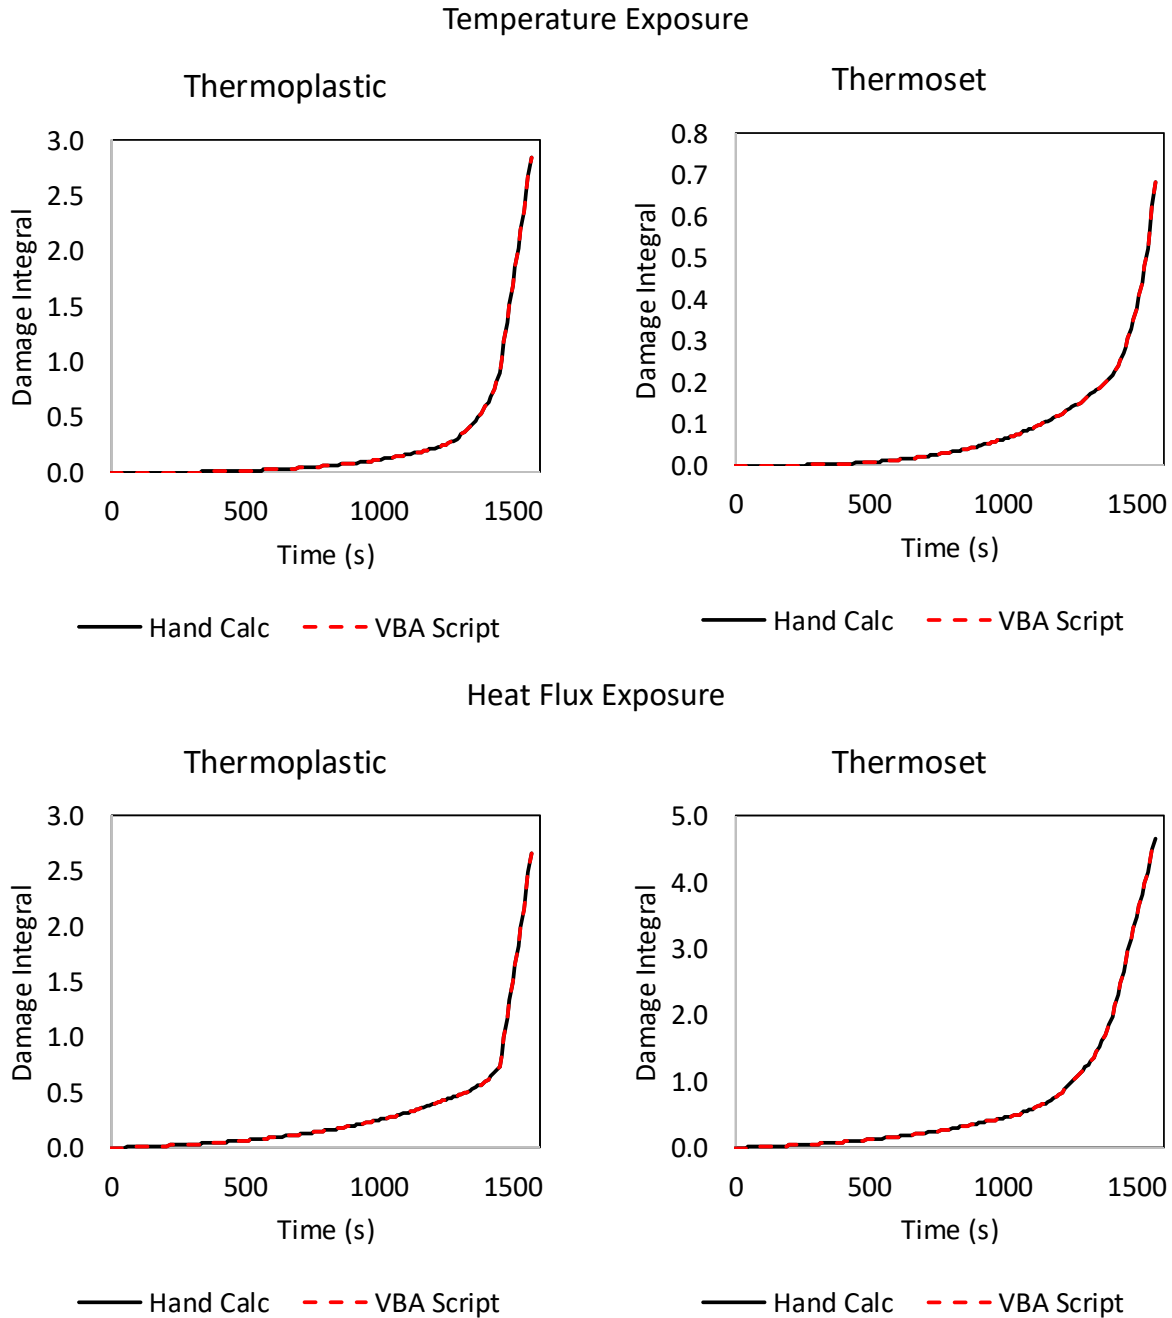 Temperature Exposure
Thermoplastic
3.0
2.5
2.0
1.5
1.0
0.5
0.0
Damage Integral
0 500 1000 1500
Time (s)
Hand Calc VBA Script
Thermoset
0.8
0.7
0.6
0.5
0.4
0.3
0.2
0.1
0.0
Damage Integral
0 500 1000 1500
Time (s)
Hand Calc VBA Script
Heat Flux Exposure
Thermoplastic
3.0
2.5
2.0
1.5
1.0
0.5
0.0
Damage Integral
0 500 1000 1500
Time (s)
Hand Calc VBA Script
Thermoset
5.0
4.0
3.0
2.0
1.0
0.0
Damage Integral
0 500 1000 1500
Time (s)
Hand Calc VBA Script